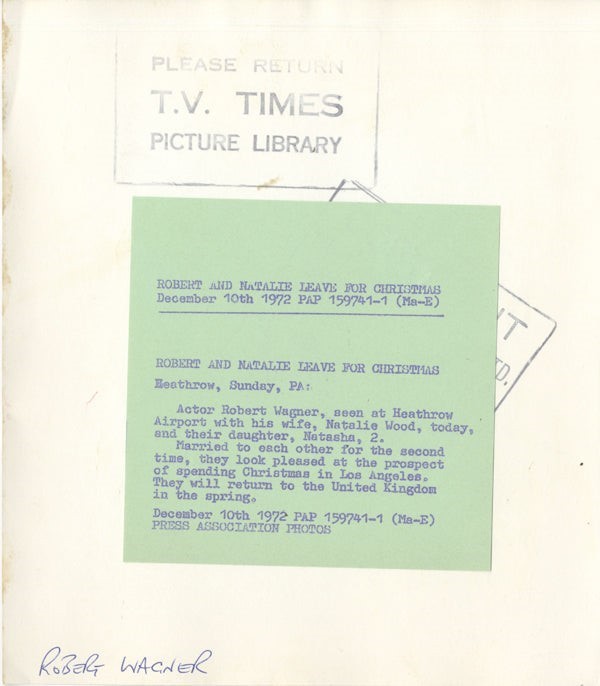 PLEASE RETURN
T.V. TIMES
PICTURE LIBRARY
ROBERT AND NATALIE LEAVE FOR CHRISTMAS
December 10th 1972 PAP 159741-1 (Ma-E)
ROBERT AND NATALIE LEAVE FOR CHRISTMAS
Heathrow, Sunday, PA:
Actor Robert Wagner, seen at Heathrow
Airport with his wife, Natalie Wood, today,
and their daughter, Natasha, 2.
Married to each other for the second
time, they look pleased at the prospect
of spending Christmas in Los Angeles.
They will return to the United Kingdom
in the spring.
December 10th 1972 PAP 159741-1 (Ma-E)
PRESS ASSOCIATION PHOTOS
ROBERT WAGNER